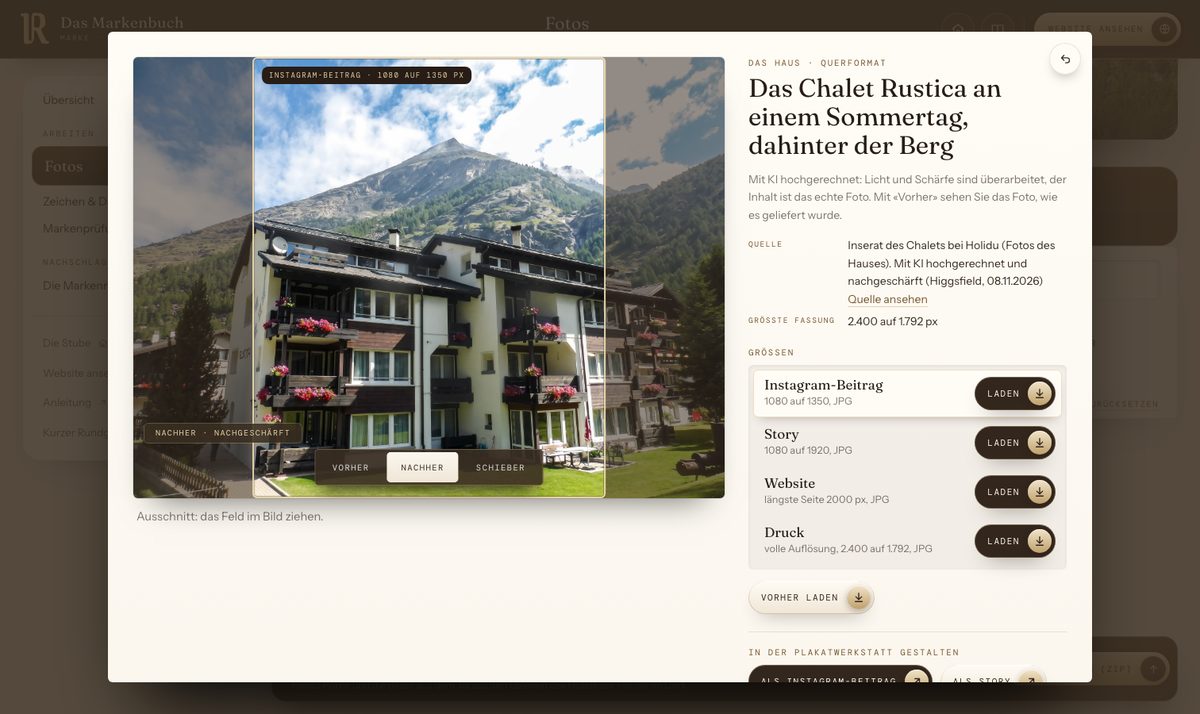 Das Markenbuch
MARKE
Fotos
WEBSITE ANSEHEN
Übersicht
ARBEITEN
Fotos
Zeichen & D
Markenprüfu
NACHSCHLAG
Die Markenr
Die Stube
Website anse
Anleitung
Kurzer Rundg
INSTAGRAM-BEITRAG · 1080 AUF 1350 PX
NACHHER · NACHGESCHÄRFT
VORHER
NACHHER
SCHIEBER
Ausschnitt: das Feld im Bild ziehen.
DAS HAUS · QUERFORMAT
Das Chalet Rustica an
einem Sommertag,
dahinter der Berg
Mit KI hochgerechnet: Licht und Schärfe sind überarbeitet, der
Inhalt ist das echte Foto. Mit «Vorher» sehen Sie das Foto, wie
es geliefert wurde.
QUELLE
Inserat des Chalets bei Holidu (Fotos des
Hauses). Mit KI hochgerechnet und
nachgeschärft (Higgsfield, 08.11.2026)
Quelle ansehen
GRÖSSTE FASSUNG
2.400 auf 1.792 px
GRÖSSEN
Instagram-Beitrag
1080 auf 1350, JPG
LADEN
Story
1080 auf 1920, JPG
LADEN
Website
längste Seite 2000 px, JPG
LADEN
Druck
volle Auflösung, 2.400 auf 1.792, JPG
LADEN
VORHER LADEN
IN DER PLAKATWERKSTATT GESTALTEN
ALS INSTAGRAM-BEITRAG
ALS STORY
RÜCKSETZEN
(ZIP)